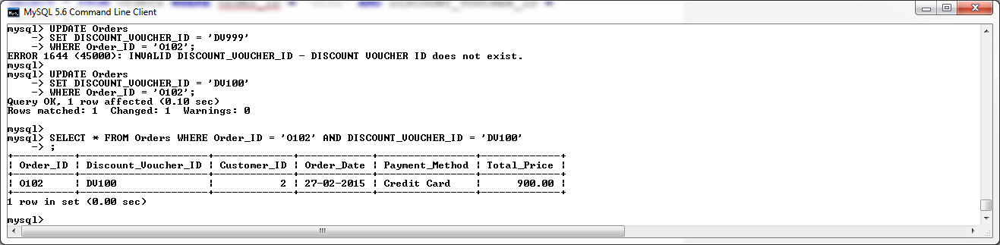 MySQL 5.6 Command Line Client
mysql> UPDATE Orders
    -> SET DISCOUNT_VOUCHER_ID = 'DV999'
    -> WHERE Order_ID = 'O102';
ERROR 1644 (45000): INVALID DISCOUNT_VOUCHER_ID - DISCOUNT VOUCHER ID does not exist.
mysql>
mysql> UPDATE Orders
    -> SET DISCOUNT_VOUCHER_ID = 'DV100'
    -> WHERE Order_ID = 'O102';
Query OK, 1 row affected (0.10 sec)
Rows matched: 1  Changed: 1  Warnings: 0
mysql>
mysql> SELECT * FROM Orders WHERE Order_ID = 'O102' AND DISCOUNT_VOUCHER_ID = 'DV100'
    -> ;
+----------+---------------------+-------------+------------+----------------+-------------+
| Order_ID | Discount_Voucher_ID | Customer_ID | Order_Date | Payment_Method | Total_Price |
+----------+---------------------+-------------+------------+----------------+-------------+
| O102     | DV100               |           2 | 27-02-2015 | Credit Card    |      900.00 |
+----------+---------------------+-------------+------------+----------------+-------------+
1 row in set (0.00 sec)
mysql>